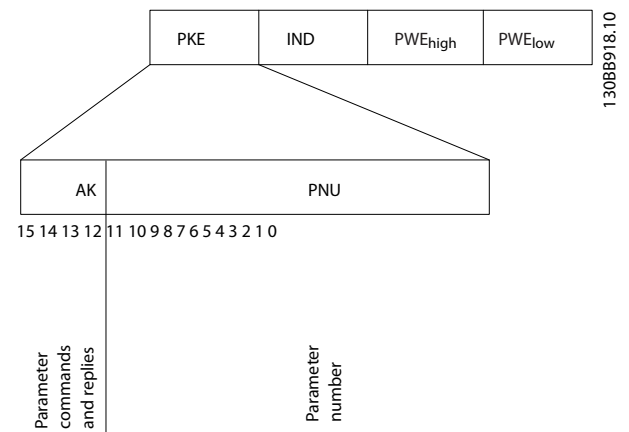 PKE IND PWEhigh PWElow
130BB918.10
AK PNU
15 14 13 12 11 10 9 8 7 6 5 4 3 2 1 0
Parameter
commands
and replies
Parameter
number